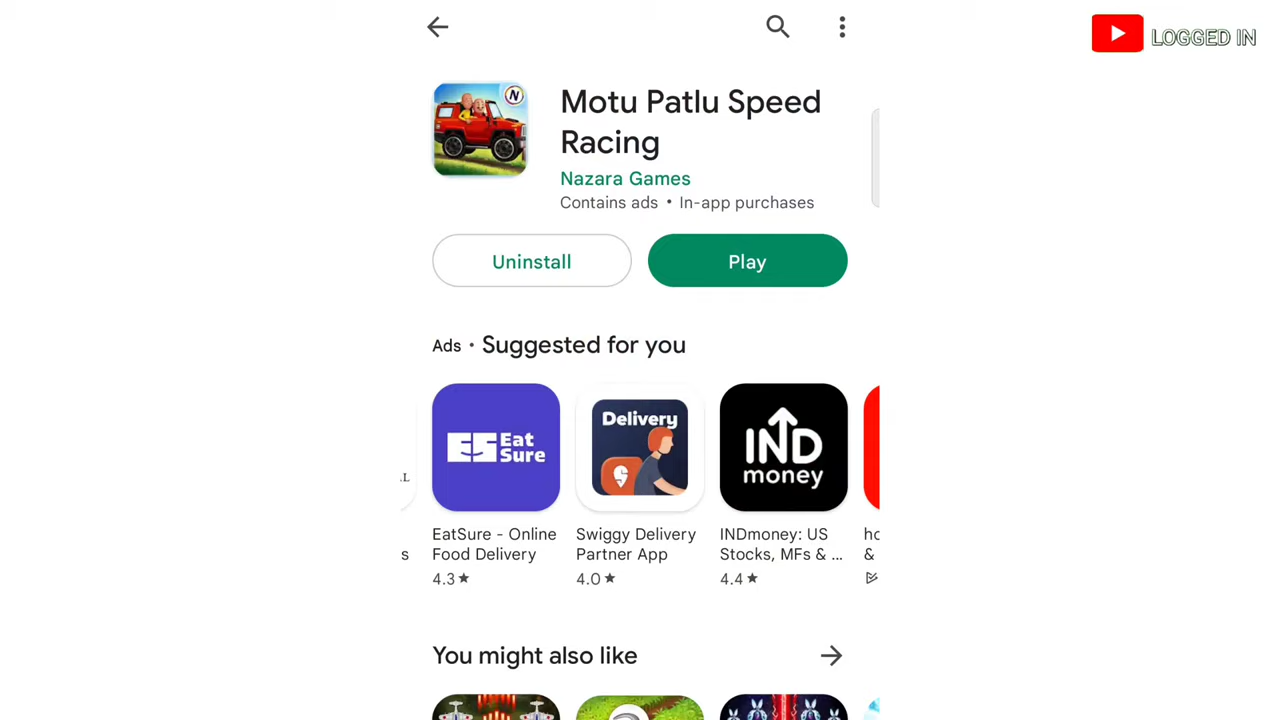 LOGGED IN
N
Motu Patlu Speed
Racing
Nazara Games
Contains ads • In-app purchases
Uninstall
Play
Ads • Suggested for you
ES Eat
Sure
Delivery
IND
money
EatSure - Online
Food Delivery
4.3★
Swiggy Delivery
Partner App
4.0★
INDmoney: US
Stocks, MFs & ...
4.4★
&
You might also like